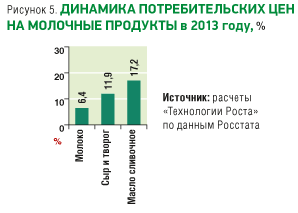 Рисунок 5. ДИНАМИКА ПОТРЕБИТЕЛЬСКИХ ЦЕН
НА МОЛОЧНЫЕ ПРОДУКТЫ в 2013 году, %
30
20
10
0
%
6,4
11,9
17,2
Молоко
Сыр и творог
Масло сливочное
Источник: расчеты
«Технологии Роста»
по данным Росстата